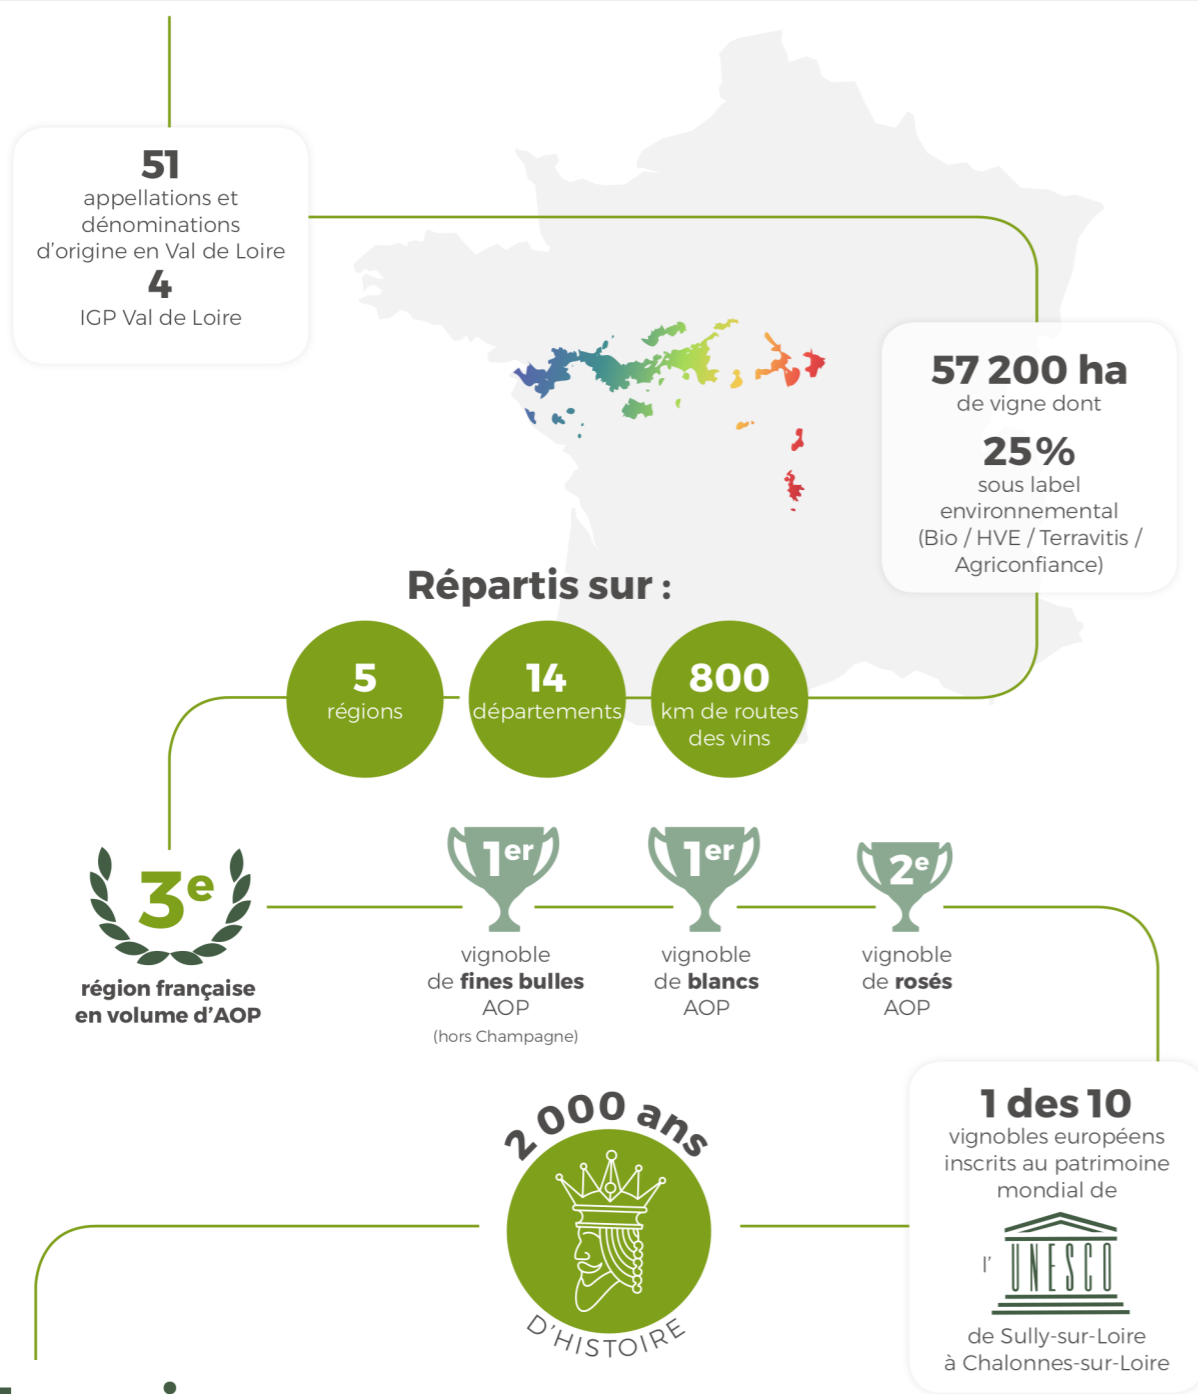 51
appellations et
dénominations
d'origine en Val de Loire
4
IGP Val de Loire
57 200 ha
de vigne dont
25%
sous label
environnemental
(Bio / HVE / Terravitis /
Agriconfiance)
Répartis sur :
5
régions
14
départements
800
km de routes
des vins
3e
région française
en volume d'AOP
1er
vignoble
de fines bulles
AOP
(hors Champagne)
1er
vignoble
de blancs
AOP
2e
vignoble
de rosés
AOP
1 des 10
vignobles européens
inscrits au patrimoine
mondial de
l' UNESCO
de Sully-sur-Loire
à Chalonnes-sur-Loire
2 000 ans
D'HISTOIRE